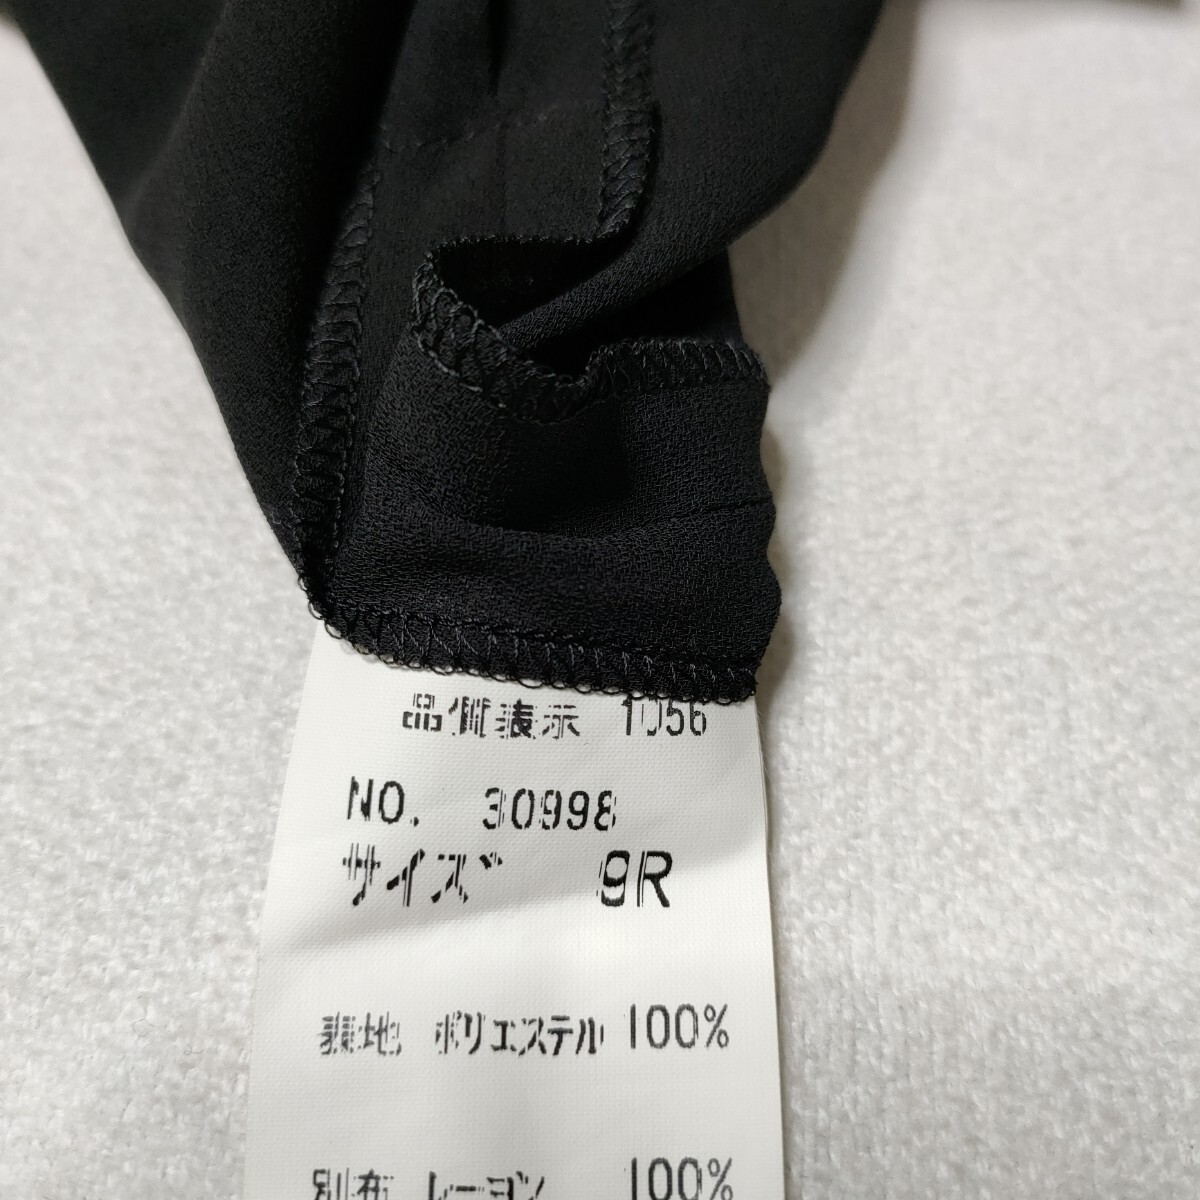 品質表示 1056
NO. 30998
サイズ 9R
表地 ポリエステル 100%
別布 レーヨン 100%